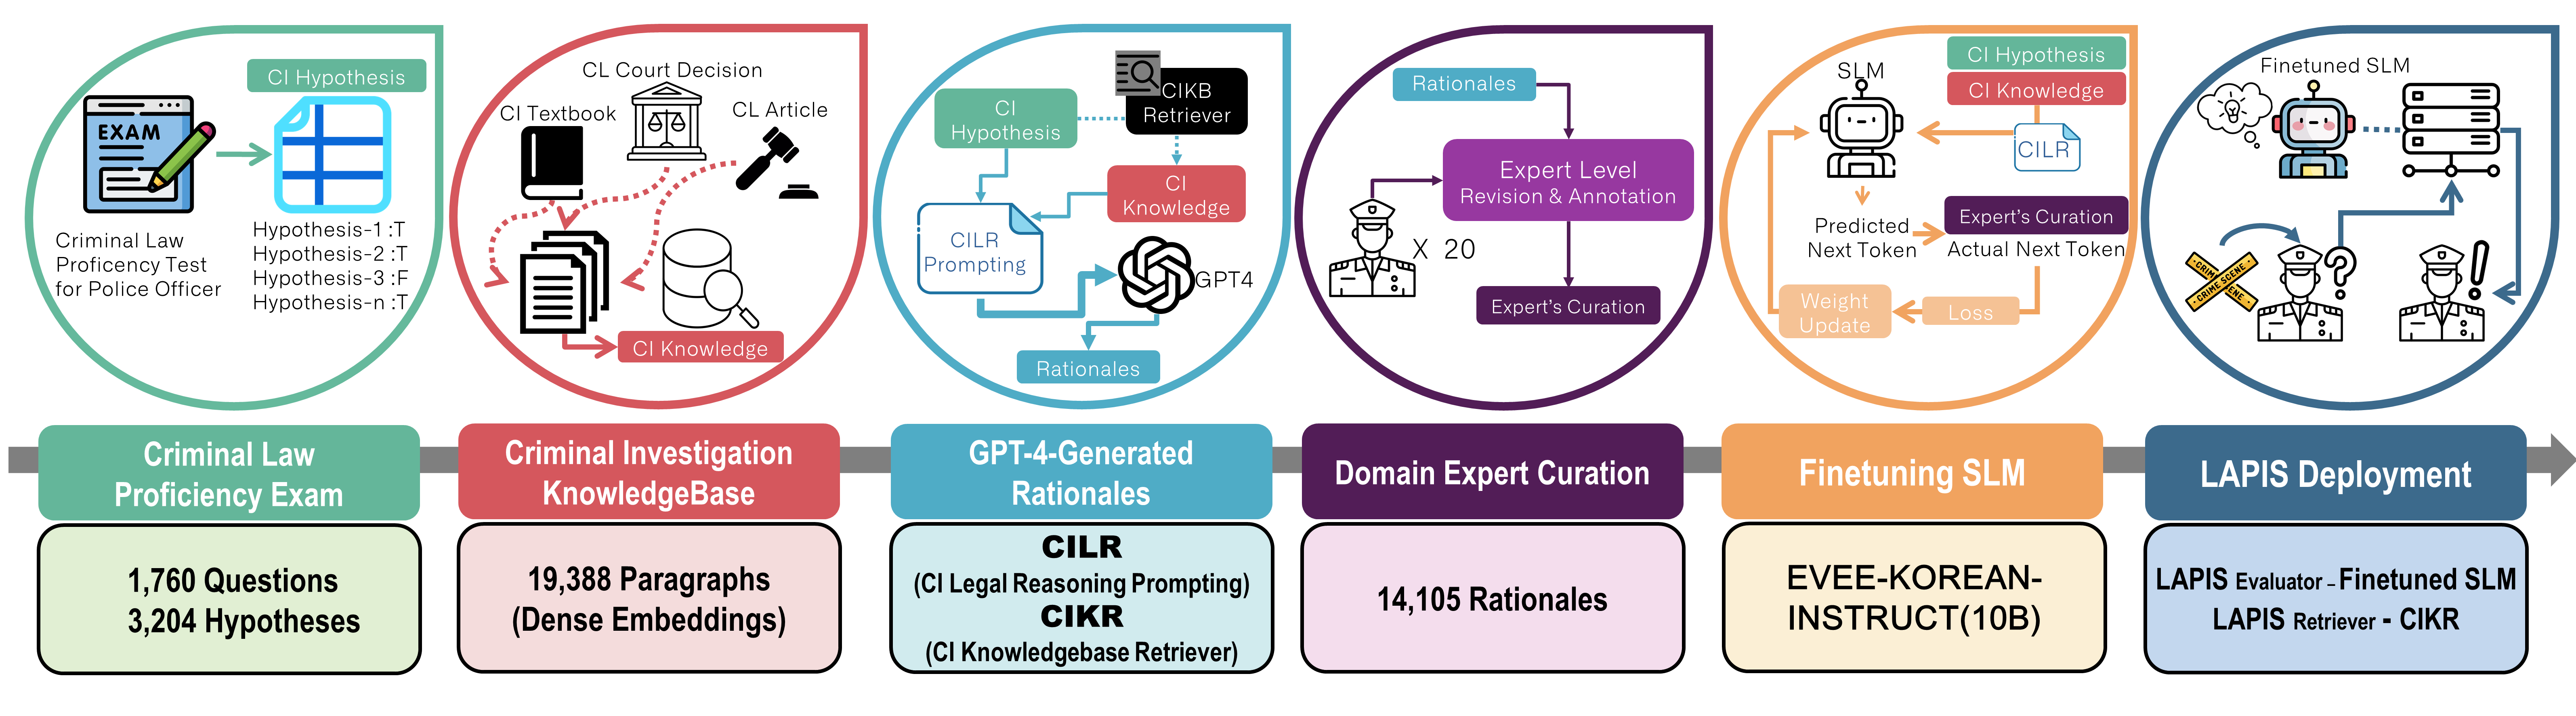 CI Hypothesis
EXAM
Criminal Law
Proficency Test
for Police Officer
Hypothesis-1 :T
Hypothesis-2 :T
Hypothesis-3 :F
Hypothesis-n :T
CL Court Decision
CI Textbook
CL Article
CI Knowledge
CIKB
Retriever
CI
Hypothesis
CI
Knowledge
CILR
Prompting
GPT4
Rationales
Rationales
Expert Level
Revision & Annotation
X 20
Expert's Curation
CI Hypothesis
SLM
CI Knowledge
CILR
Predicted
Next Token
Expert's Curation
Actual Next Token
Weight
Update
Loss
Finetuned SLM
CRIME SCENE
CRIME SCENE
Criminal Law
Proficiency Exam
Criminal Investigation
KnowledgeBase
GPT-4-Generated
Rationales
Domain Expert Curation
Finetuning SLM
LAPIS Deployment
1,760 Questions
3,204 Hypotheses
19,388 Paragraphs
(Dense Embeddings)
CILR
(CI Legal Reasoning Prompting)
CIKR
(CI Knowledgebase Retriever)
14,105 Rationales
EVEE-KOREAN-
INSTRUCT(10B)
LAPIS Evaluator – Finetuned SLM
LAPIS Retriever - CIKR